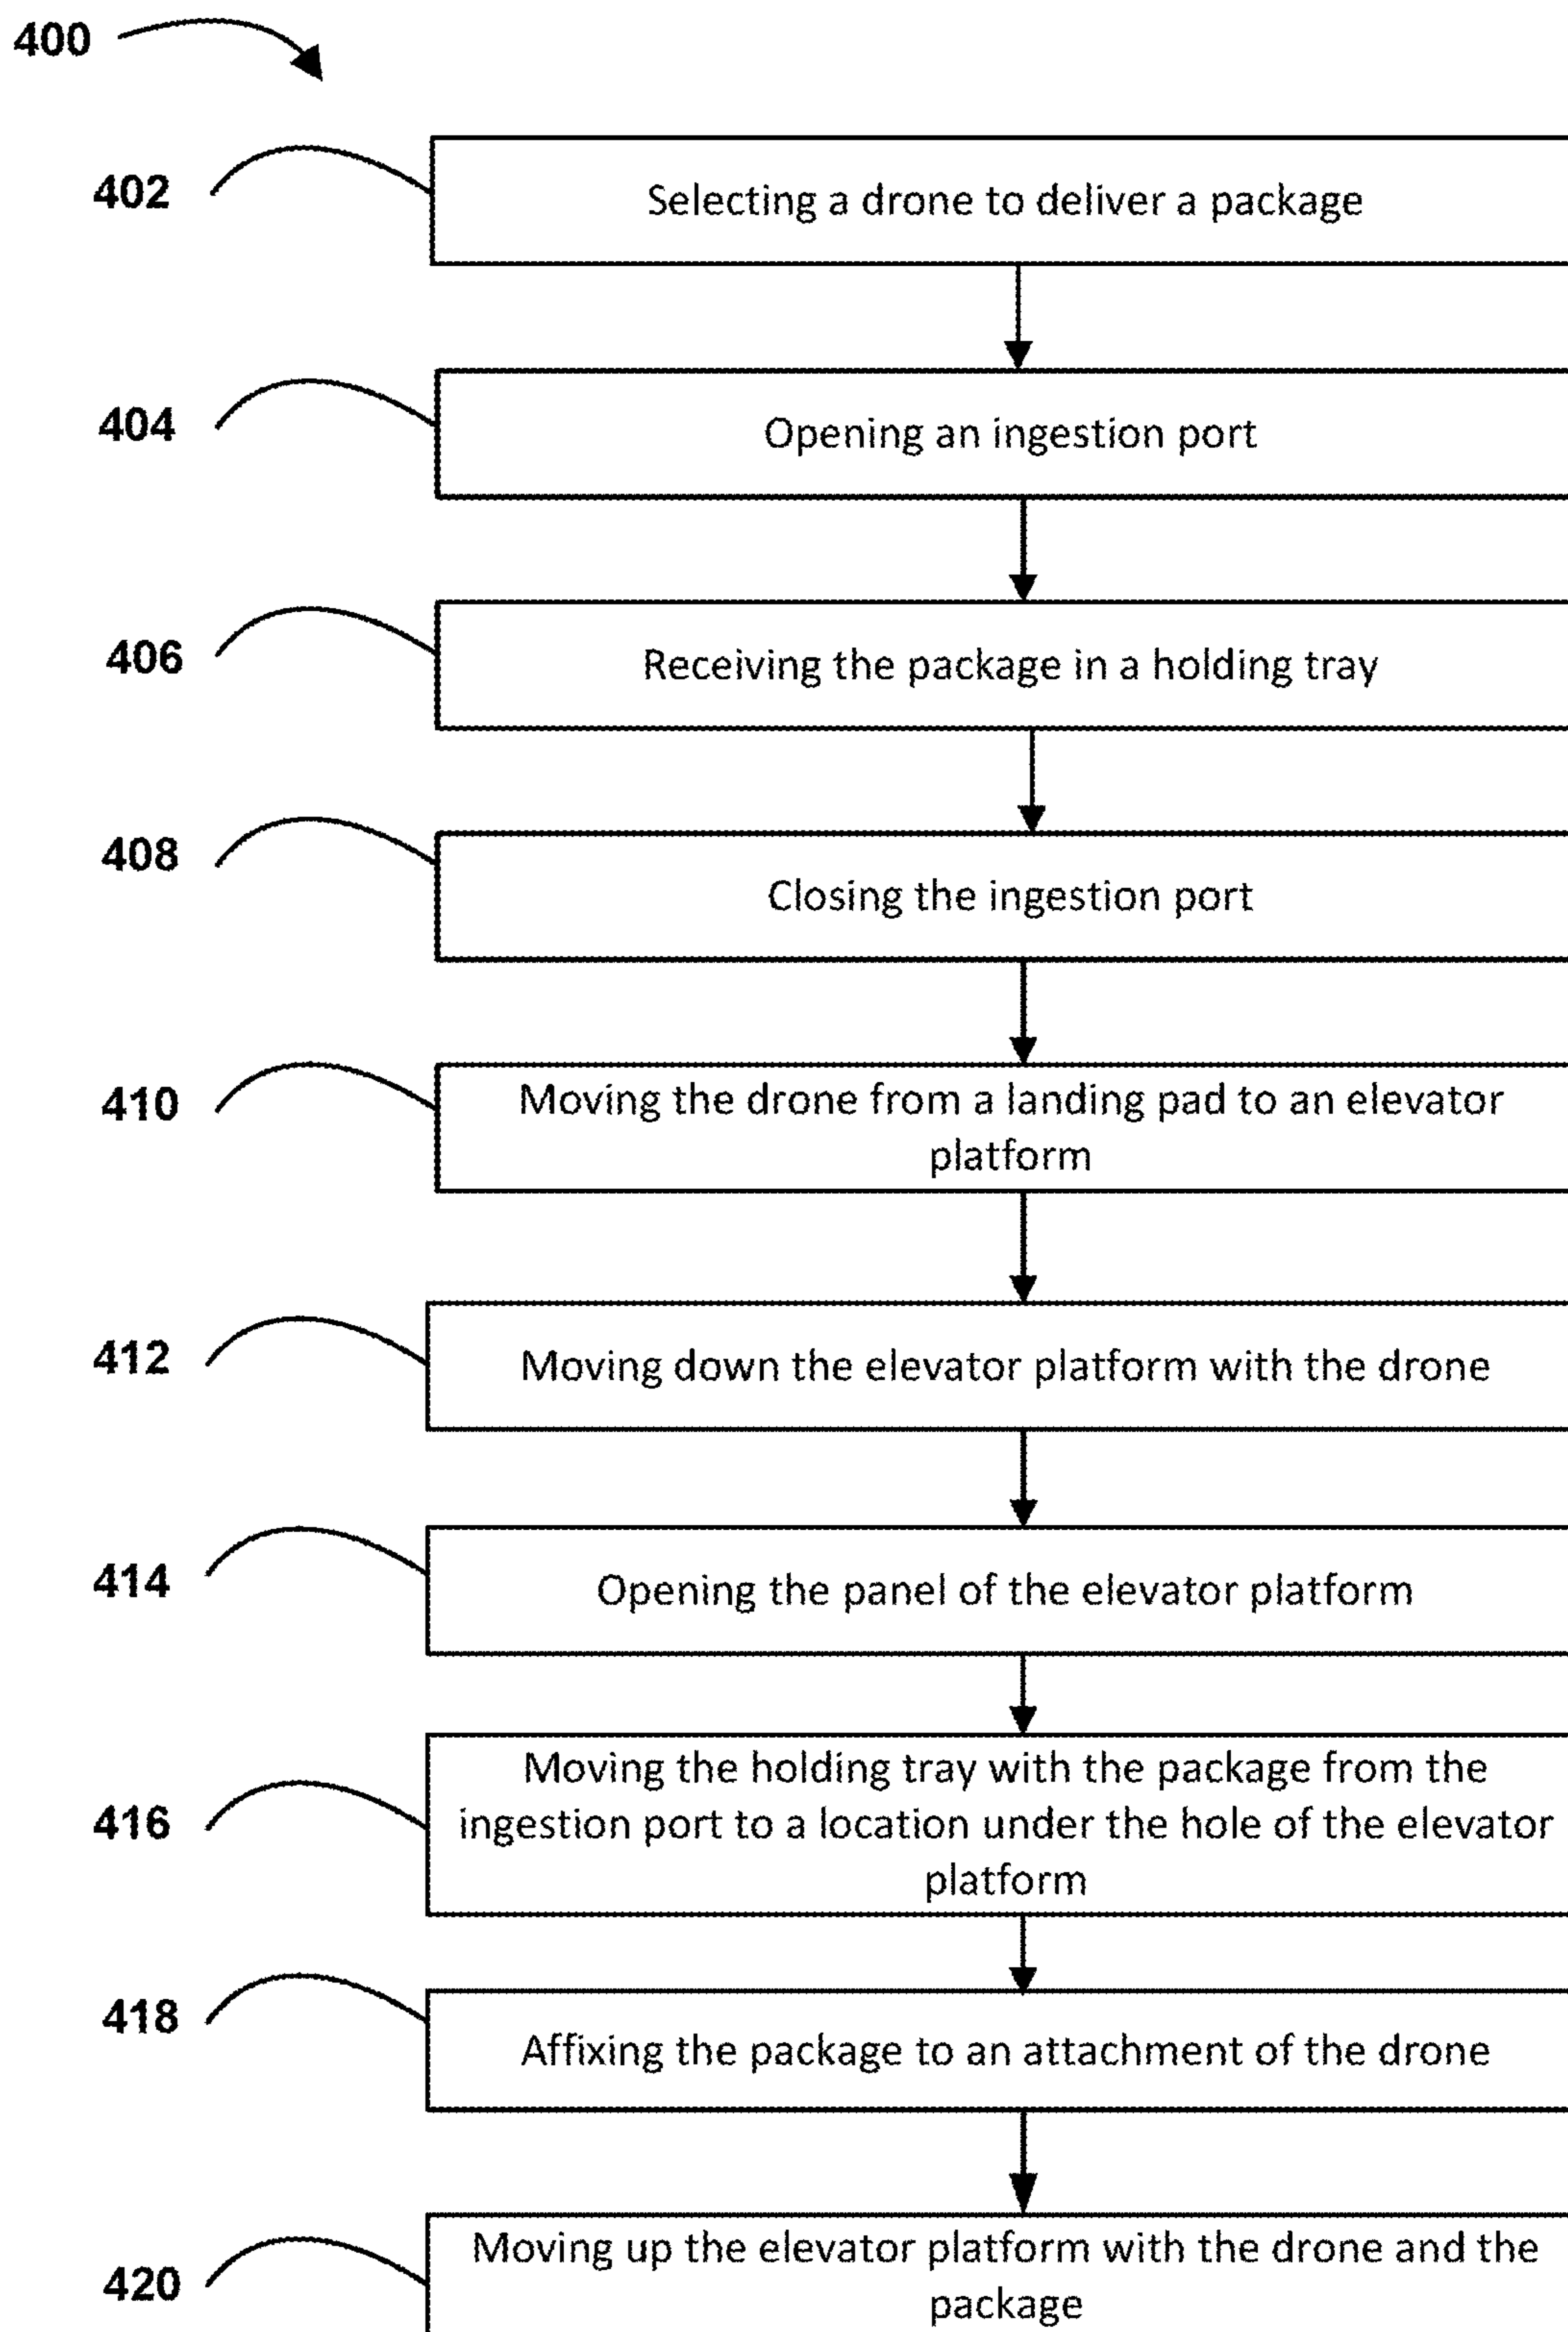 400
402
Selecting a drone to deliver a package
404
Opening an ingestion port
406
Receiving the package in a holding tray
408
Closing the ingestion port
410
Moving the drone from a landing pad to an elevator
platform
412
Moving down the elevator platform with the drone
414
Opening the panel of the elevator platform
416
Moving the holding tray with the package from the
ingestion port to a location under the hole of the elevator
platform
418
Affixing the package to an attachment of the drone
420
Moving up the elevator platform with the drone and the
package